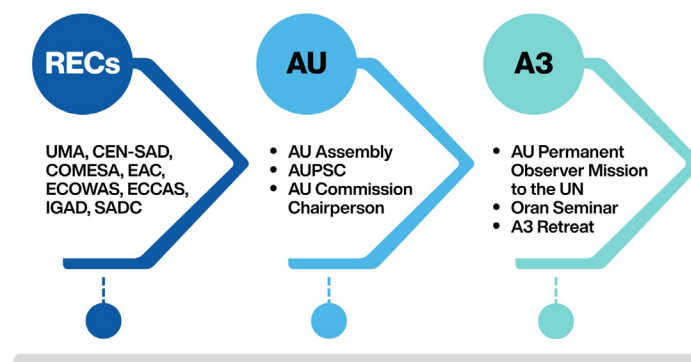 RECs
UMA, CEN-SAD,
COMESA, EAC,
ECOWAS, ECCAS,
IGAD, SADC
AU
• AU Assembly
• AUPSC
• AU Commission
Chairperson
A3
• AU Permanent
Observer Mission
to the UN
• Oran Seminar
• A3 Retreat